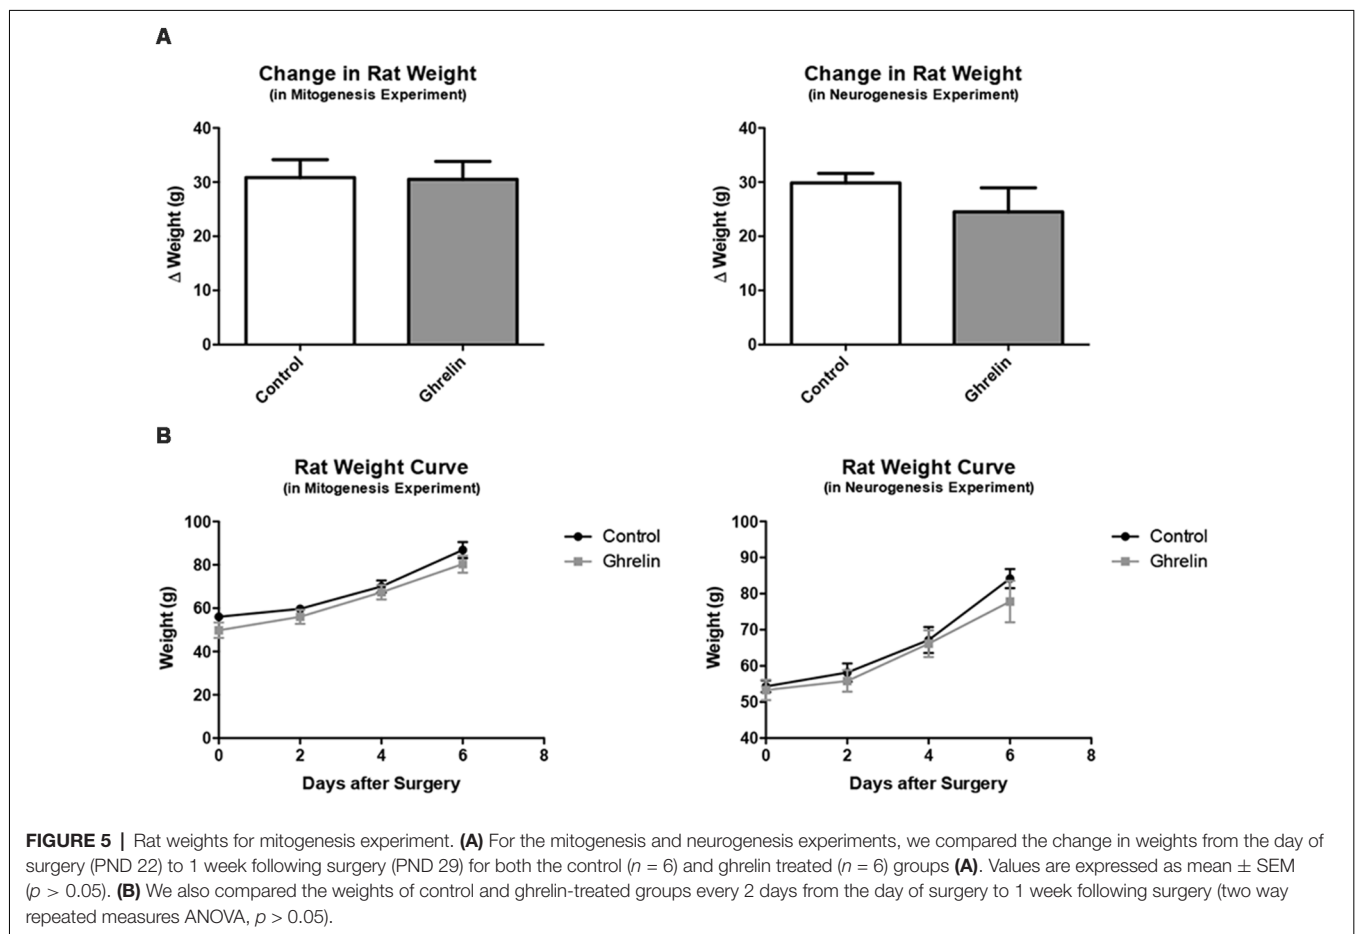 A
Change in Rat Weight
(in Mitogenesis Experiment)
40
30
20
10
0
Δ Weight (g)
Control
Ghrelin
Change in Rat Weight
(in Neurogenesis Experiment)
40
30
20
10
0
Δ Weight (g)
Control
Ghrelin
B
Rat Weight Curve
(in Mitogenesis Experiment)
100
80
60
40
20
0
Weight (g)
0 2 4 6 8
Days after Surgery
Control
Ghrelin
Rat Weight Curve
(in Neurogenesis Experiment)
100
90
80
70
60
50
40
Weight (g)
0 2 4 6 8
Days after Surgery
Control
Ghrelin
FIGURE 5 | Rat weights for mitogenesis experiment. (A) For the mitogenesis and neurogenesis experiments, we compared the change in weights from the day of
surgery (PND 22) to 1 week following surgery (PND 29) for both the control (n = 6) and ghrelin treated (n = 6) groups (A). Values are expressed as mean ± SEM
(p > 0.05). (B) We also compared the weights of control and ghrelin-treated groups every 2 days from the day of surgery to 1 week following surgery (two way
repeated measures ANOVA, p > 0.05).